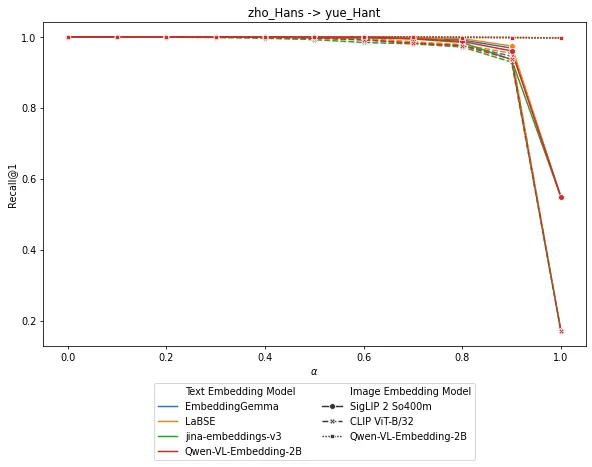 zho_Hans -> yue_Hant
Recall@1
1.0
0.8
0.6
0.4
0.2
0.0 0.2 0.4 0.6 0.8 1.0
α
Text Embedding Model
EmbeddingGemma
LaBSE
jina-embeddings-v3
Qwen-VL-Embedding-2B
Image Embedding Model
SigLIP 2 So400m
CLIP ViT-B/32
Qwen-VL-Embedding-2B